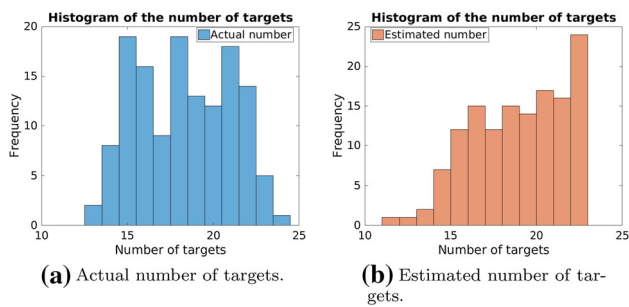 Histogram of the number of targets
Actual number
20
15
10
5
0
Frequency
10
15
20
25
Number of targets
(a) Actual number of targets.
Histogram of the number of targets
Estimated number
25
20
15
10
5
0
Frequency
10
15
20
25
Number of targets
(b) Estimated number of tar-
gets.